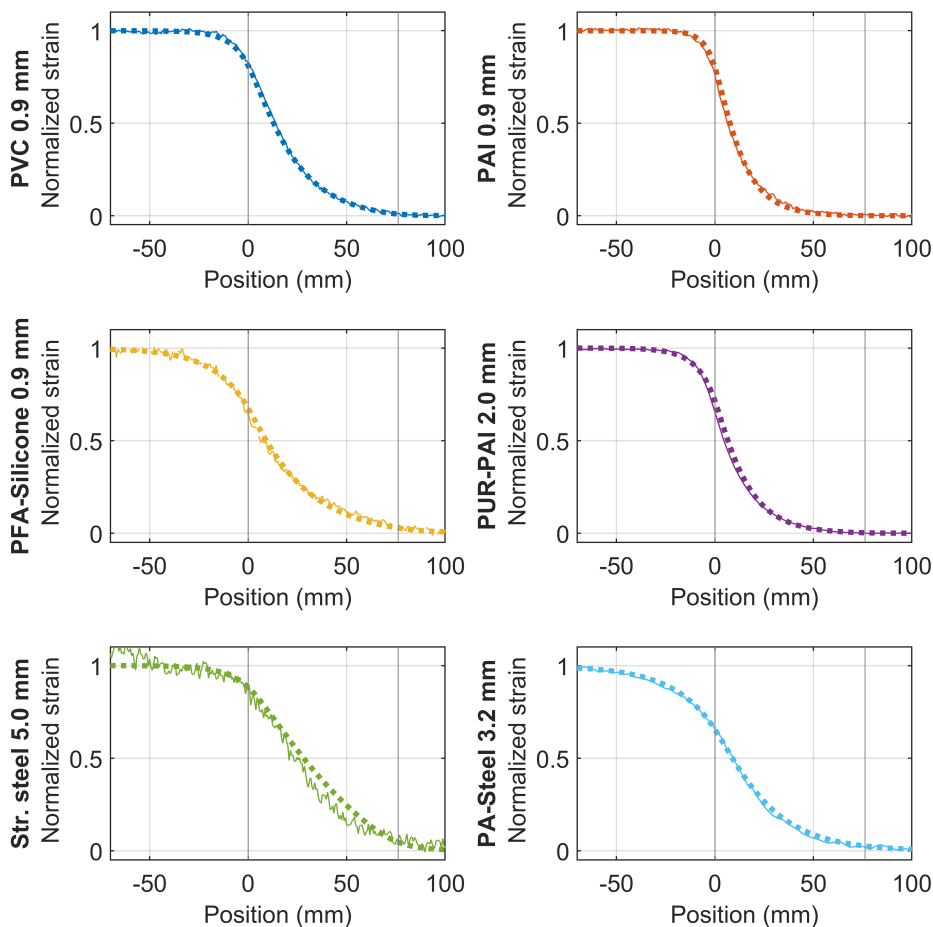 PVC 0.9 mm
Normalized strain
1
0.5
0
-50 0 50 100
Position (mm)
PAI 0.9 mm
Normalized strain
1
0.5
0
-50 0 50 100
Position (mm)
PFA-Silicone 0.9 mm
Normalized strain
1
0.5
0
-50 0 50 100
Position (mm)
PUR-PAI 2.0 mm
Normalized strain
1
0.5
0
-50 0 50 100
Position (mm)
Str. steel 5.0 mm
Normalized strain
1
0.5
0
-50 0 50 100
Position (mm)
PA-Steel 3.2 mm
Normalized strain
1
0.5
0
-50 0 50 100
Position (mm)